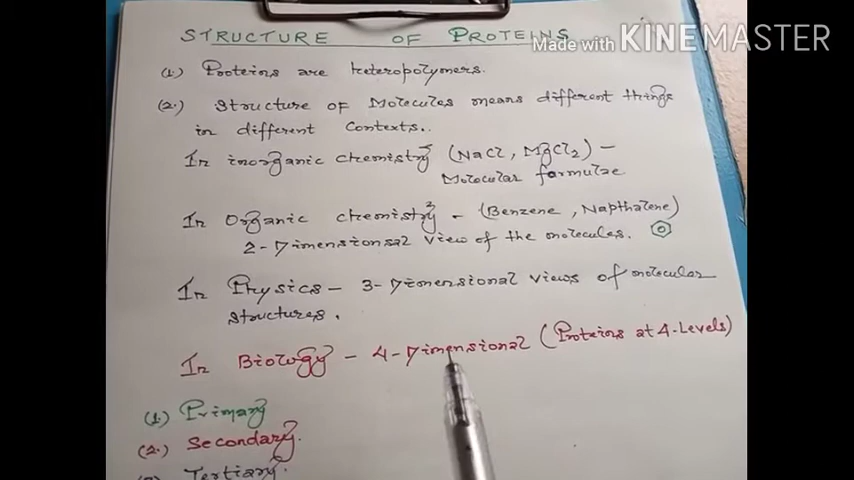 STRUCTURE OF PROTEINS
Made with KINEMASTER
(1.) Proteins are heteropolymers.
(2.) Structure of Molecules means different things
in different Contexts..
In inorganic chemistry (NaCl, MgCl2) –
Molecular formulae
In Organic chemistry - (Benzene, Napthalene)
2-Dimensionsal view of the molecules.
In Physics – 3-Dimensional views of molecular
structures.
In Biology – 4-Dimensional (Proteins at 4-Levels)
(1.) Primary
(2.) Secondary.
Tertiary.